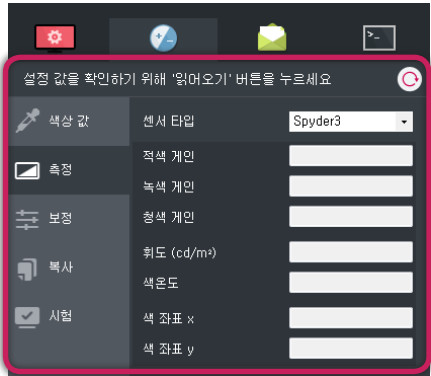 설정 값을 확인하기 위해 '읽어오기' 버튼을 누르세요
색상 값
측정
보정
복사
시험
센서 타입
Spyder3
적색 게인
녹색 게인
청색 게인
휘도 (cd/m²)
색온도
색 좌표 x
색 좌표 y